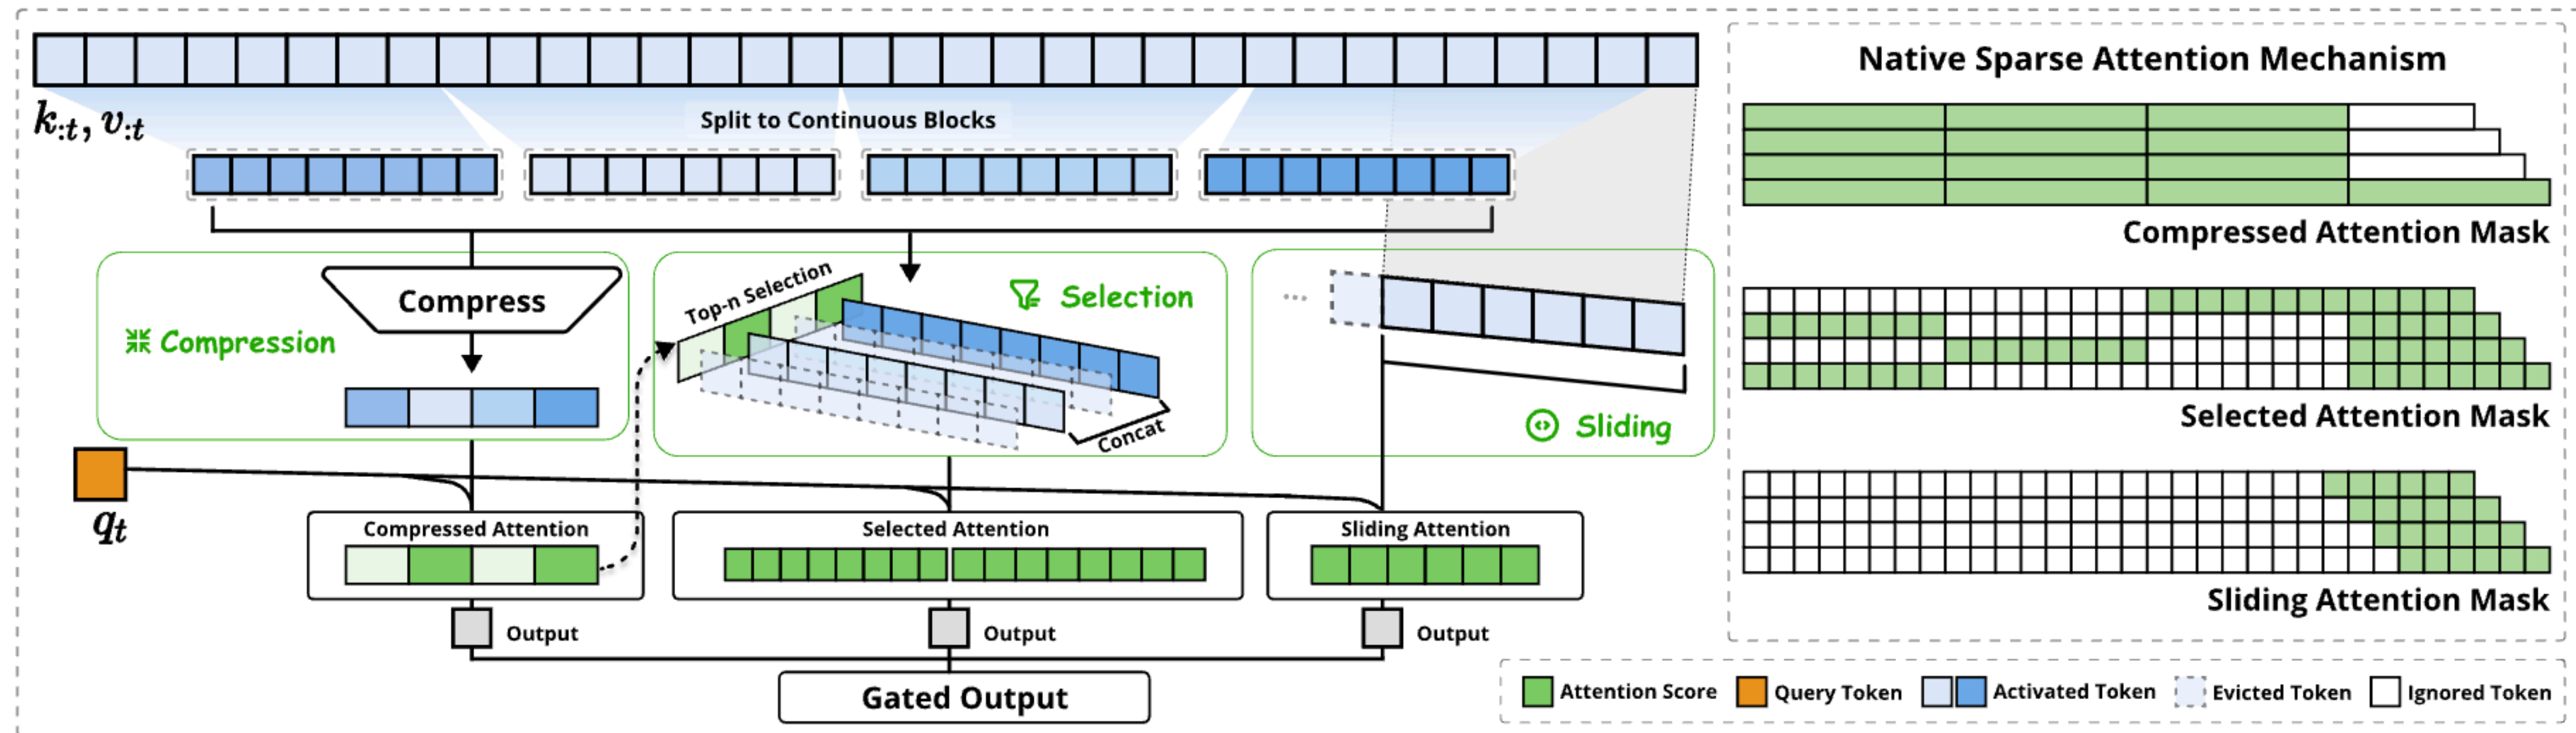 k:t, v:t
Split to Continuous Blocks
Compress
Compression
Top-n Selection
Selection
Concat
...
Sliding
qt
Compressed Attention
Selected Attention
Sliding Attention
Output
Output
Output
Gated Output
Native Sparse Attention Mechanism
Compressed Attention Mask
Selected Attention Mask
Sliding Attention Mask
Attention Score
Query Token
Activated Token
Evicted Token
Ignored Token